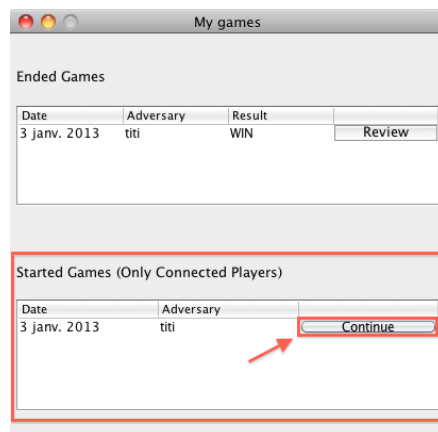 My games
Ended Games
Date Adversary Result
3 janv. 2013 titi WIN Review
Started Games (Only Connected Players)
Date Adversary
3 janv. 2013 titi Continue